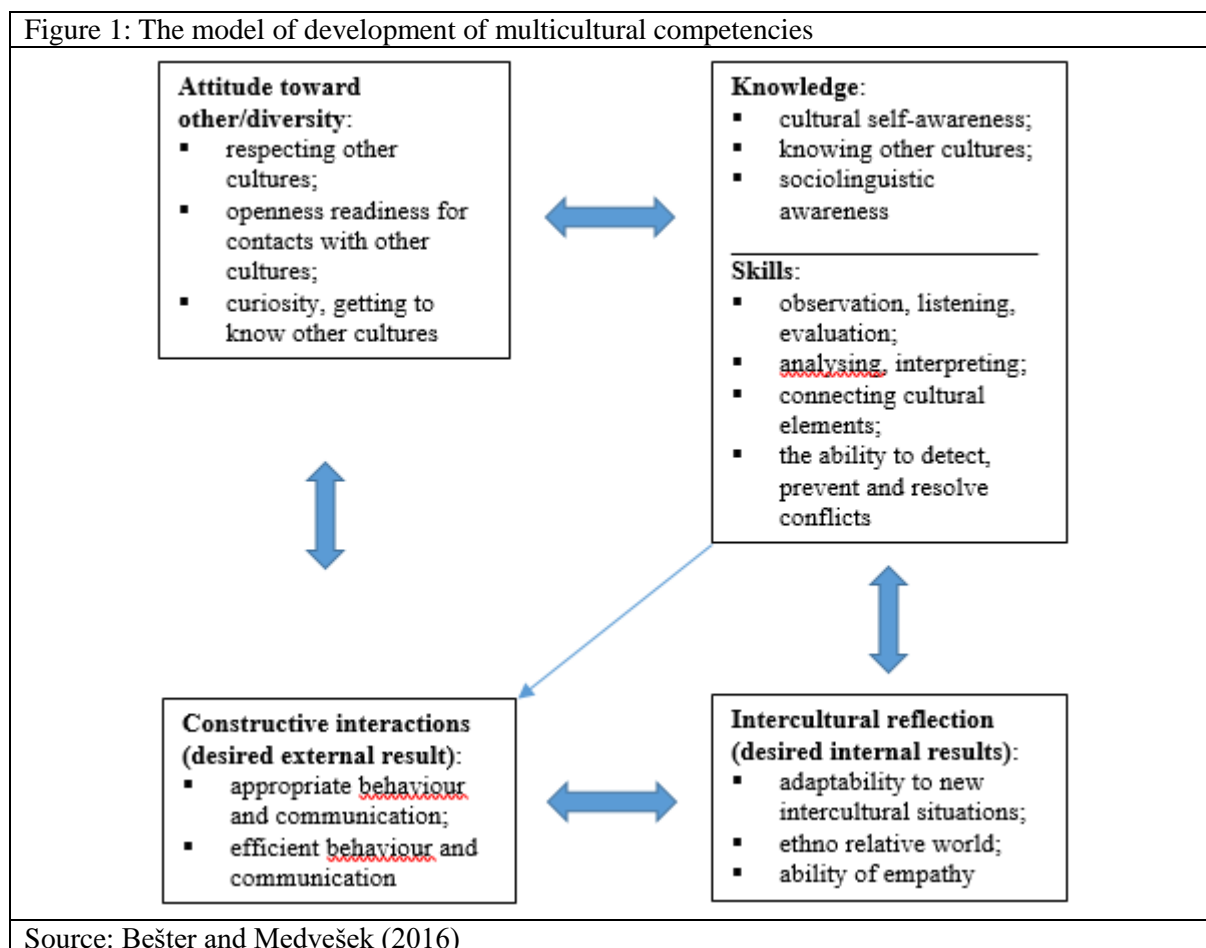 Figure 1: The model of development of multicultural competencies
Attitude toward
other/diversity:
▪ respecting other
cultures;
▪ openness readiness for
contacts with other
cultures;
▪ curiosity, getting to
know other cultures
Knowledge:
▪ cultural self-awareness;
▪ knowing other cultures;
▪ sociolinguistic
awareness
Skills:
▪ observation, listening,
evaluation;
▪ analysing, interpreting;
▪ connecting cultural
elements;
▪ the ability to detect,
prevent and resolve
conflicts
Constructive interactions
(desired external result):
▪ appropriate behaviour
and communication;
▪ efficient behaviour and
communication
Intercultural reflection
(desired internal results):
▪ adaptability to new
intercultural situations;
▪ ethno relative world;
▪ ability of empathy
Source: Bešter and Medvešek (2016)